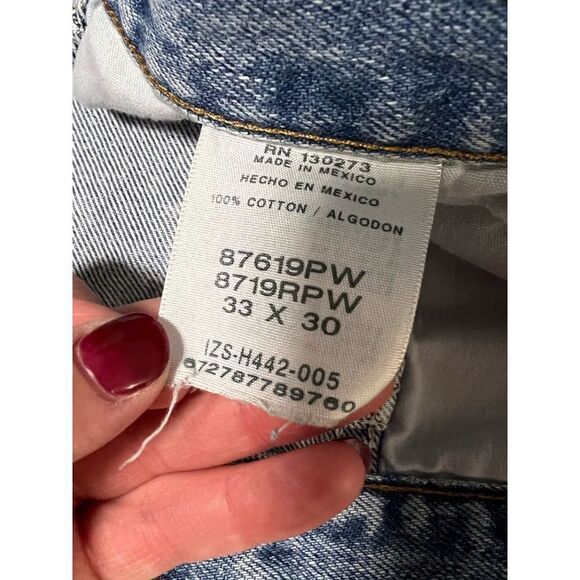 RN 130273
MADE IN MEXICO
HECHO EN MEXICO
100% COTTON / ALGODON
87619PW
8719RPW
33 X 30
IZS-H442-005
672787789760